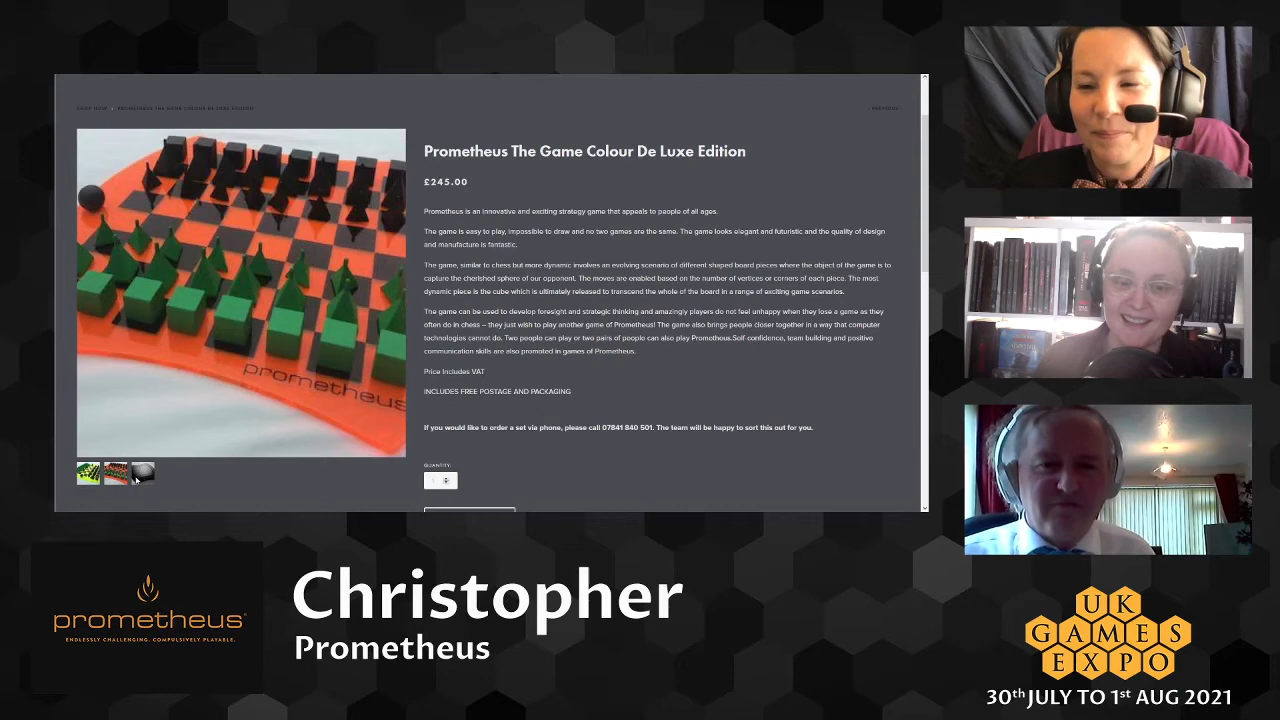 SHOP NOW › PROMETHEUS THE GAME COLOUR DE LUXE EDITION
‹ PREVIOUS
Prometheus The Game Colour De Luxe Edition
£245.00
Prometheus is an innovative and exciting strategy game that appeals to people of all ages.
The game is easy to play, impossible to draw and no two games are the same. The game looks elegant and futuristic and the quality of design
and manufacture is fantastic.
The game, similar to chess but more dynamic involves an evolving scenario of different shaped board pieces where the object of the game is to
capture the cherished sphere of our opponent. The moves are enabled based on the number of vertices or corners of each piece. The most
dynamic piece is the cube which is ultimately released to transcend the whole of the board in a range of exciting game scenarios.
The game can be used to develop foresight and strategic thinking and amazingly players do not feel unhappy when they lose a game as they
often do in chess – they just wish to play another game of Prometheus! The game also brings people closer together in a way that computer
technologies cannot do. Two people can play or two pairs of people can also play Prometheus.Self-confidence, team building and positive
communication skills are also promoted in games of Prometheus.
Price Includes VAT
INCLUDES FREE POSTAGE AND PACKAGING
If you would like to order a set via phone, please call 07841 840 501. The team will be happy to sort this out for you.
QUANTITY:
1
prometheus
prometheus®
ENDLESSLY CHALLENGING. COMPULSIVELY PLAYABLE.
Christopher
Prometheus
UK
GAMES
EXPO
30th JULY TO 1st AUG 2021